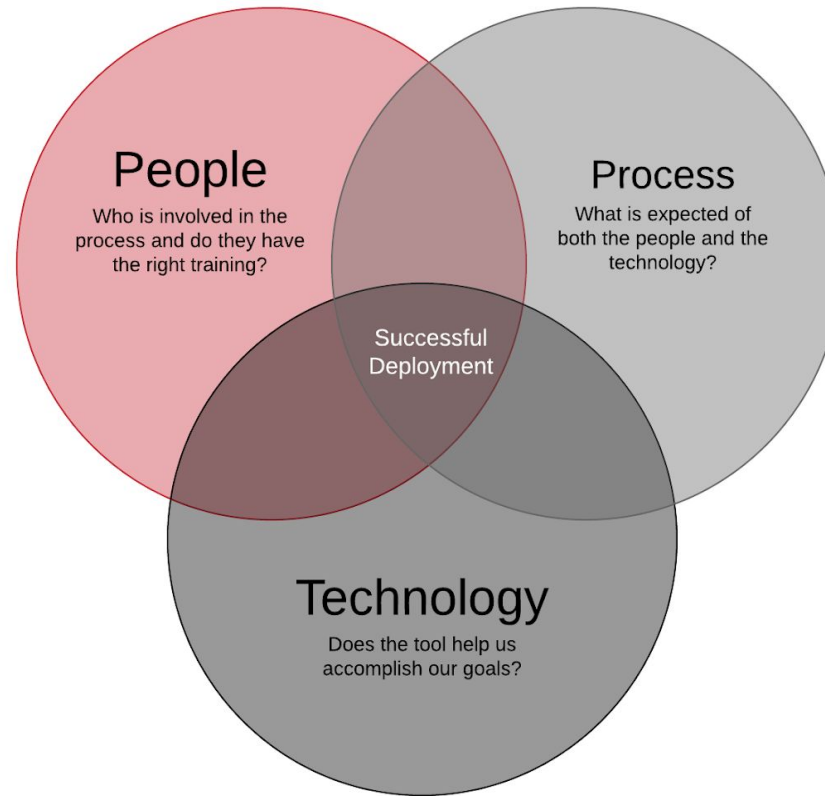 People
Who is involved in the
process and do they have
the right training?
Process
What is expected of
both the people and the
technology?
Successful
Deployment
Technology
Does the tool help us
accomplish our goals?